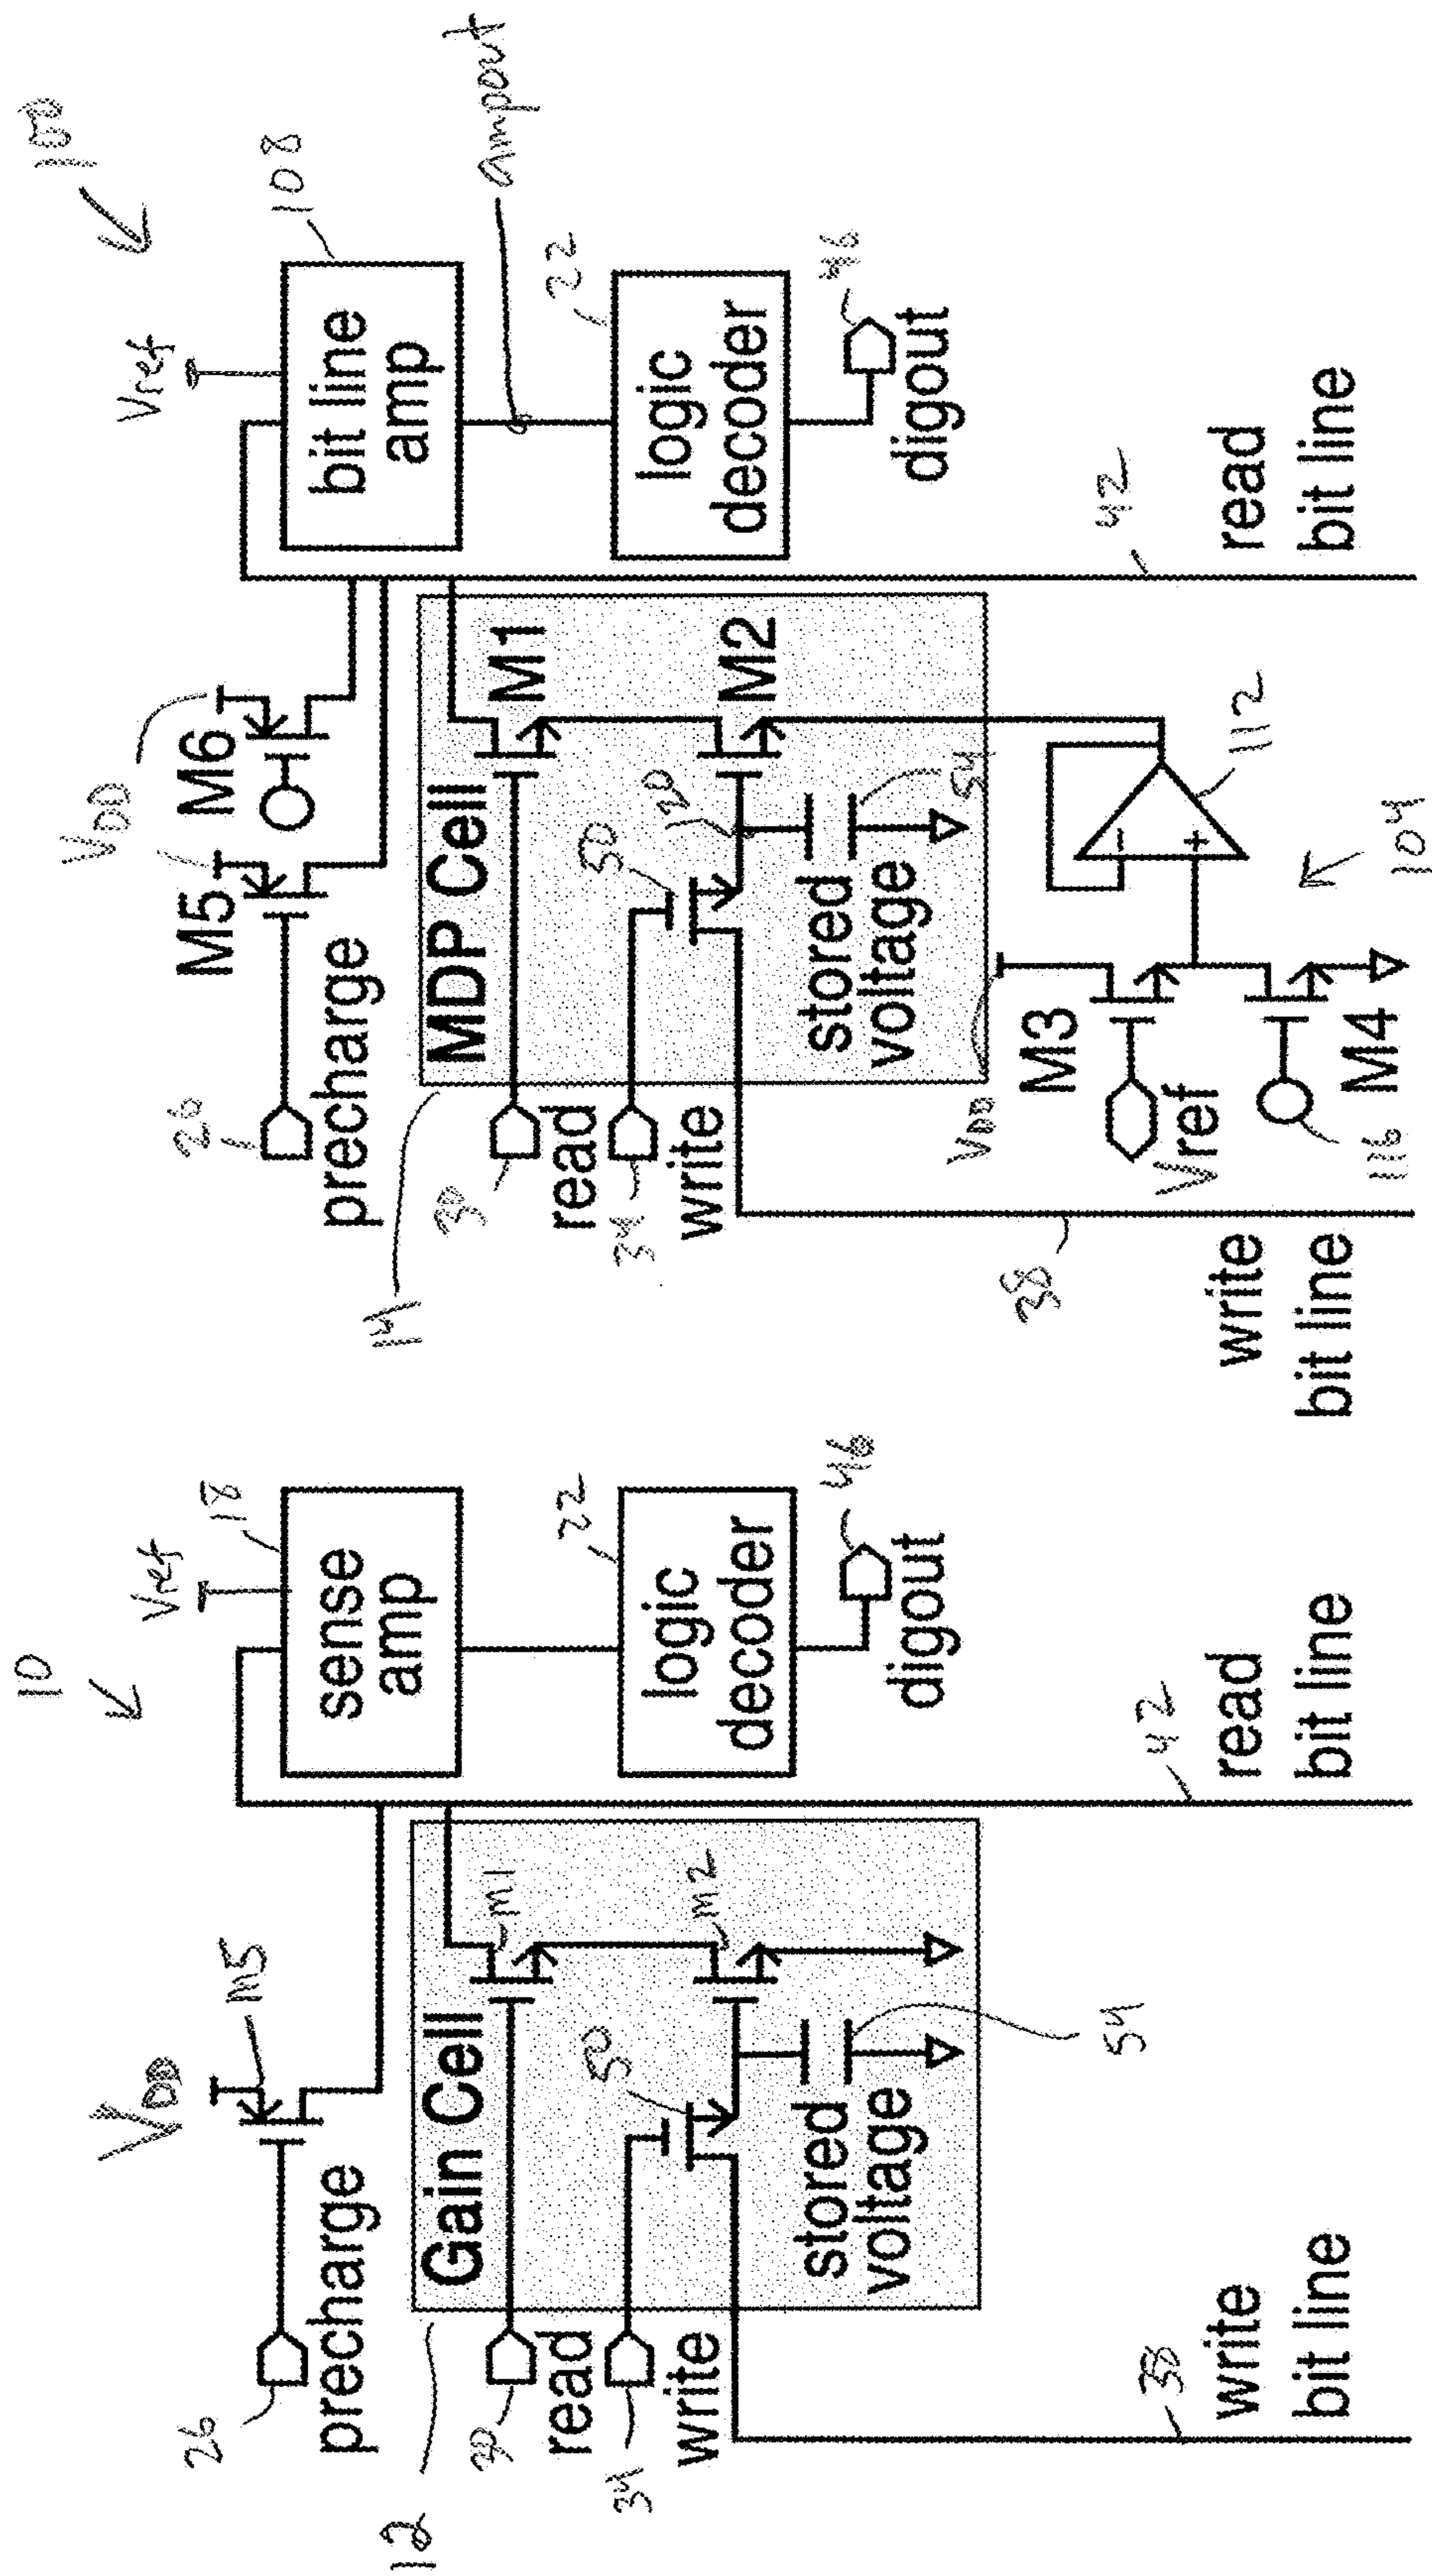 10
VDD
M5
Vref
18
sense
amp
26
precharge
12
Gain Cell
M1
30
read
50
M2
34
write
stored
voltage
54
22
logic
decoder
46
digout
38
write
bit line
42
read
bit line
100
VDD
M5
M6
Vref
108
bit line
amp
ampout
26
precharge
14
MDP Cell
M1
30
read
50
120
M2
34
write
stored
voltage
54
22
logic
decoder
46
digout
VDD
M3
Vref
-
+
112
104
M4
116
38
write
bit line
42
read
bit line